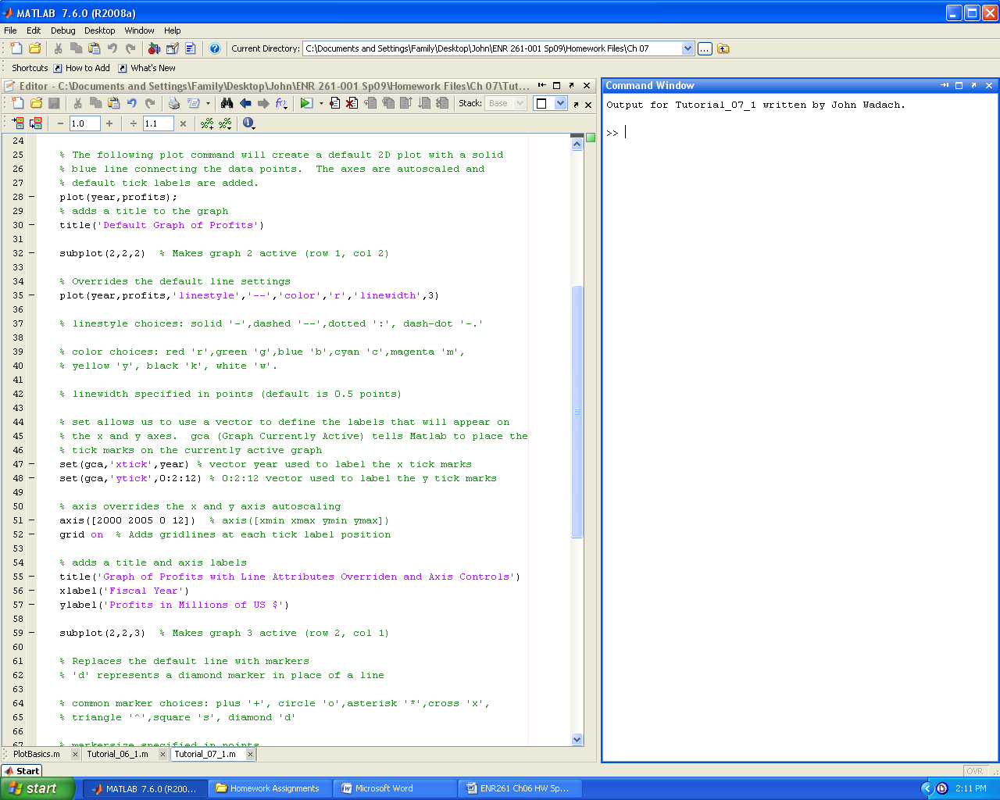 MATLAB 7.6.0 (R2008a)
File Edit Debug Desktop Window Help
Current Directory: C:\Documents and Settings\Family\Desktop\John\ENR 261-001 Sp09\Homework Files\Ch 07 ...
Shortcuts How to Add What's New
Editor - C:\Documents and Settings\Family\Desktop\John\ENR 261-001 Sp09\Homework Files\Ch 07\Tut...
Stack: Base
− 1.0 + ÷ 1.1 ×
24
25 % The following plot command will create a default 2D plot with a solid
26 % blue line connecting the data points.  The axes are autoscaled and
27 % default tick labels are added.
28 − plot(year,profits);
29 % adds a title to the graph
30 − title('Default Graph of Profits')
31
32 − subplot(2,2,2)  % Makes graph 2 active (row 1, col 2)
33
34 % Overrides the default line settings
35 − plot(year,profits,'linestyle','--','color','r','linewidth',3)
36
37 % linestyle choices: solid '-',dashed '--',dotted ':', dash-dot '-.'
38
39 % color choices: red 'r',green 'g',blue 'b',cyan 'c',magenta 'm',
40 % yellow 'y', black 'k', white 'w'.
41
42 % linewidth specified in points (default is 0.5 points)
43
44 % set allows us to use a vector to define the labels that will appear on
45 % the x and y axes.  gca (Graph Currently Active) tells Matlab to place the
46 % tick marks on the currently active graph
47 − set(gca,'xtick',year) % vector year used to label the x tick marks
48 − set(gca,'ytick',0:2:12) % 0:2:12 vector used to label the y tick marks
49
50 % axis overrides the x and y axis autoscaling
51 − axis([2000 2005 0 12])  % axis([xmin xmax ymin ymax])
52 − grid on  % Adds gridlines at each tick label position
53
54 % adds a title and axis labels
55 − title('Graph of Profits with Line Attributes Overriden and Axis Controls')
56 − xlabel('Fiscal Year')
57 − ylabel('Profits in Millions of US $')
58
59 − subplot(2,2,3)  % Makes graph 3 active (row 2, col 1)
60
61 % Replaces the default line with markers
62 % 'd' represents a diamond marker in place of a line
63
64 % common marker choices: plus '+', circle 'o',asterisk '*',cross 'x',
65 % triangle '^',square 's', diamond 'd'
66
67 % markersize specified in points
PlotBasics.m Tutorial_06_1.m Tutorial_07_1.m
Command Window
Output for Tutorial_07_1 written by John Wadach.
>>
Start OVR
start MATLAB 7.6.0 (R200... Homework Assignments Microsoft Word ENR261 Ch06 HW Sp... 2:11 PM